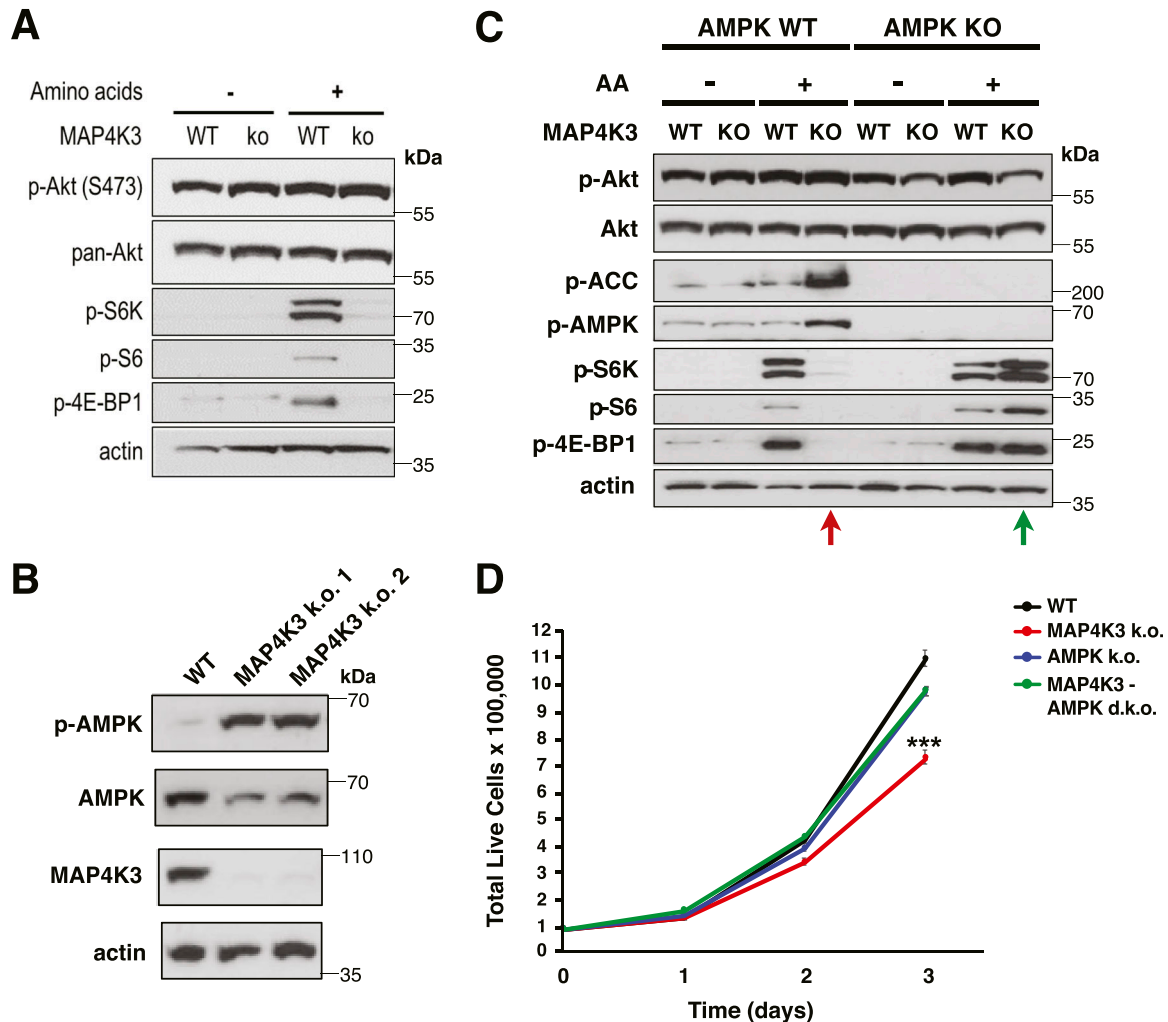 A
Amino acids - +
MAP4K3 WT ko WT ko
kDa
p-Akt (S473)
55
pan-Akt
55
p-S6K
70
p-S6
35
p-4E-BP1
25
actin
35
B
WT MAP4K3 k.o. 1 MAP4K3 k.o. 2
kDa
p-AMPK
70
AMPK
70
MAP4K3
110
actin
35
C
AMPK WT AMPK KO
AA - + - +
MAP4K3 WT KO WT KO WT KO WT KO
kDa
p-Akt
55
Akt
55
p-ACC
200
p-AMPK
70
p-S6K
70
p-S6
35
p-4E-BP1
25
actin
35
D
WT
MAP4K3 k.o.
AMPK k.o.
MAP4K3 -
AMPK d.k.o.
Total Live Cells x 100,000
12
11
10
9
8
7
6
5
4
3
2
1
0
***
0 1 2 3
Time (days)